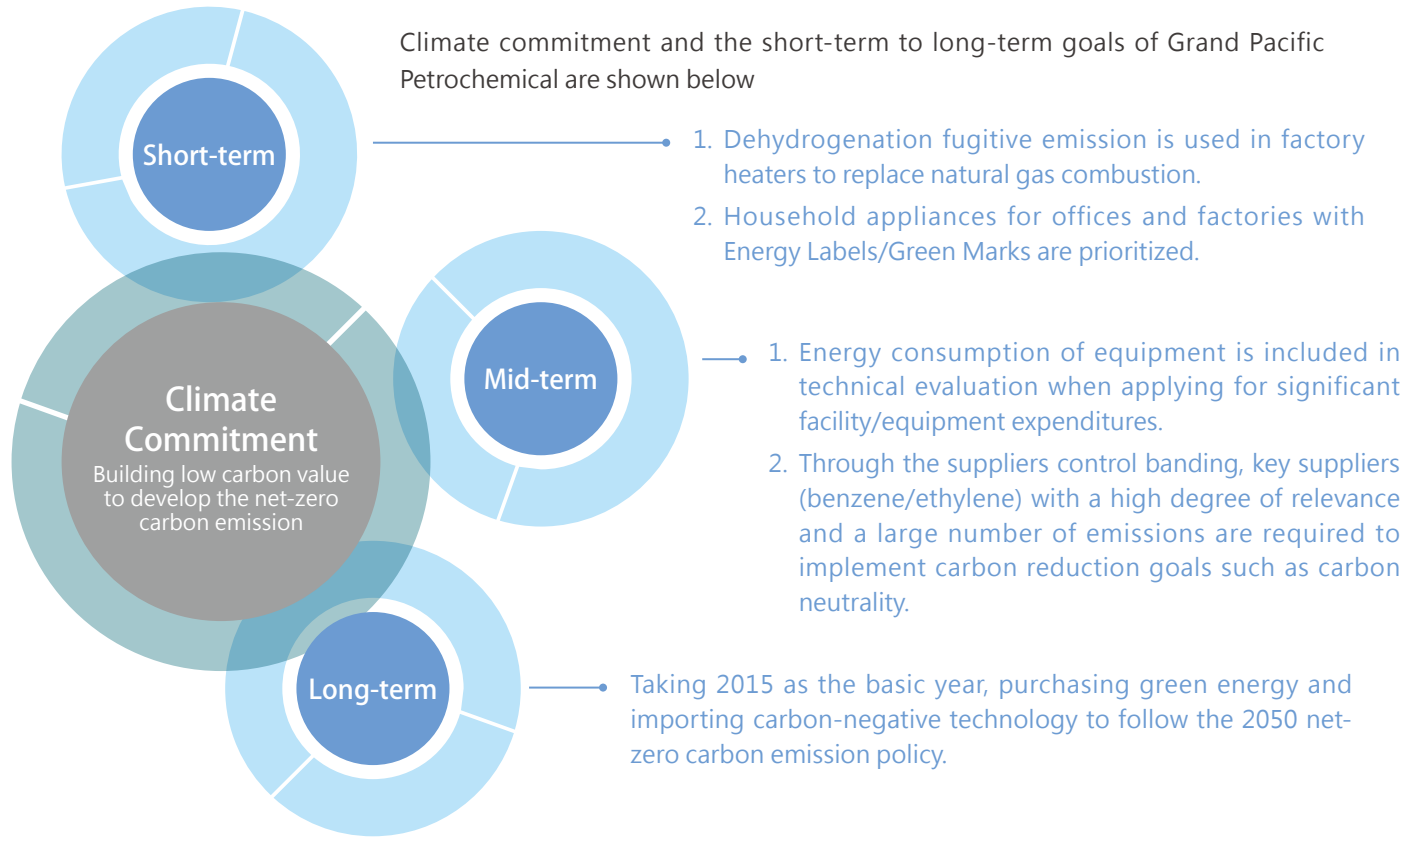 Climate commitment and the short-term to long-term goals of Grand Pacific
Petrochemical are shown below
Short-term
1. Dehydrogenation fugitive emission is used in factory
heaters to replace natural gas combustion.
2. Household appliances for offices and factories with
Energy Labels/Green Marks are prioritized.
Climate
Commitment
Building low carbon value
to develop the net-zero
carbon emission
Mid-term
1. Energy consumption of equipment is included in
technical evaluation when applying for significant
facility/equipment expenditures.
2. Through the suppliers control banding, key suppliers
(benzene/ethylene) with a high degree of relevance
and a large number of emissions are required to
implement carbon reduction goals such as carbon
neutrality.
Long-term
Taking 2015 as the basic year, purchasing green energy and
importing carbon-negative technology to follow the 2050 net-
zero carbon emission policy.